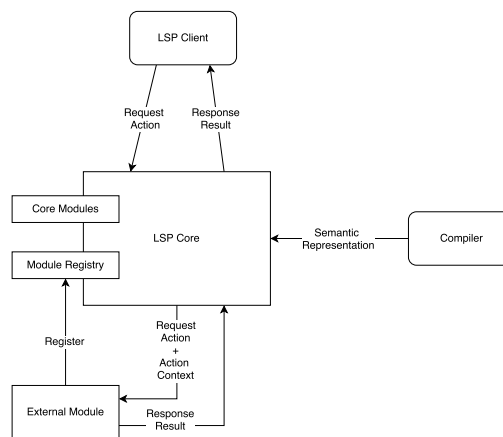 LSP Client
Request
Action
Response
Result
Core Modules
LSP Core
Module Registry
Semantic
Representation
Compiler
Register
Request
Action
+
Action
Context
External Module
Response
Result